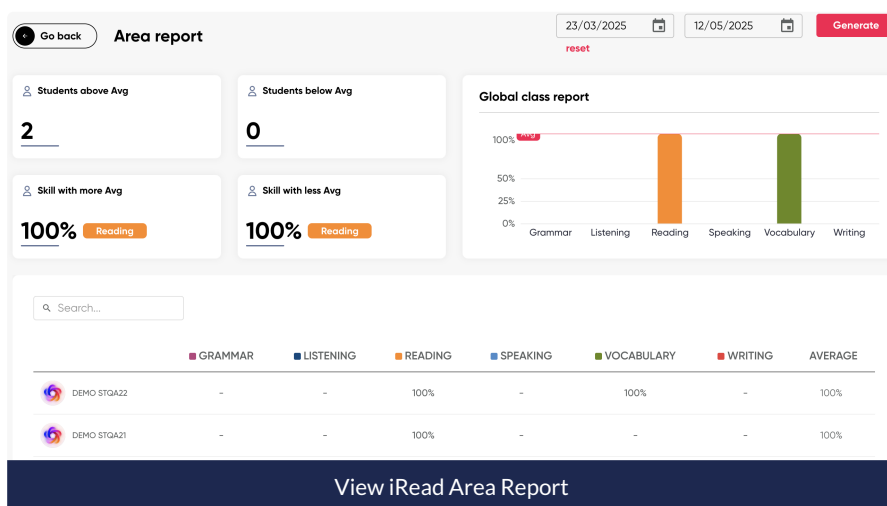 Go back
Area report
23/03/2025
12/05/2025
Generate
reset
Students above Avg
2
Students below Avg
0
Skill with more Avg
100% Reading
Skill with less Avg
100% Reading
Global class report
Avg
100%
50%
25%
0%
Grammar Listening Reading Speaking Vocabulary Writing
Search...
GRAMMAR LISTENING READING SPEAKING VOCABULARY WRITING AVERAGE
DEMO STQA22 - - 100% - 100% - 100%
DEMO STQA21 - - 100% - - - 100%
View iRead Area Report